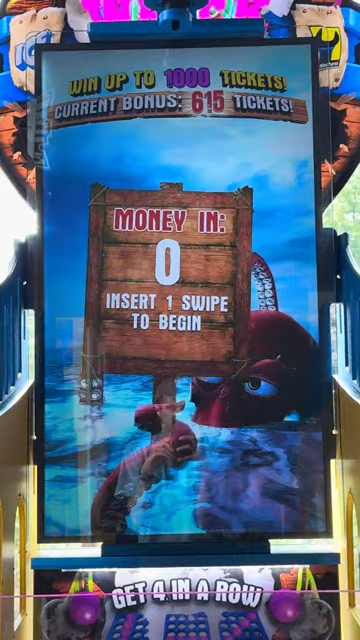 WIN UP TO 1000 TICKETS!
CURRENT BONUS: 615 TICKETS!
MONEY IN:
0
INSERT 1 SWIPE
TO BEGIN
GET 4 IN A ROW